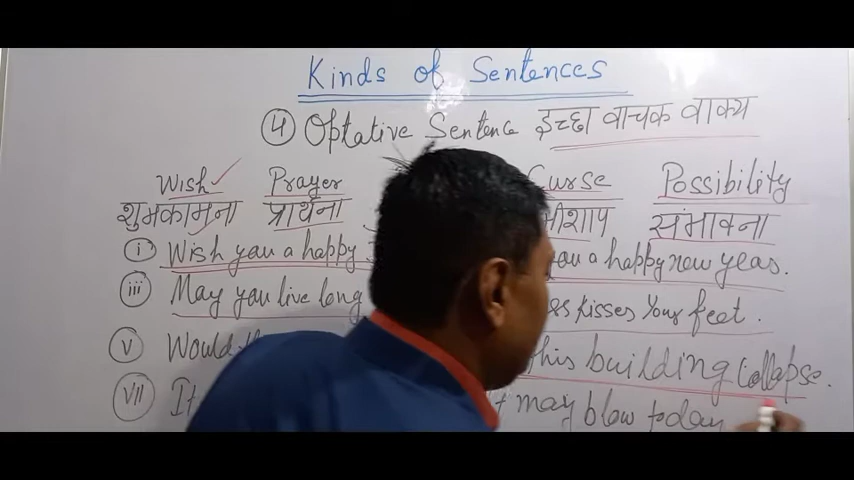 Kinds of Sentences
4 Optative Sentence इच्छा वाचक वाक्य
Wish Prayer Curse Possibility
शुभकामना प्रार्थना संभावना
i Wish you a happy you a happy new year.
iii May you live long kisses your feet.
v Would this building collapse.
vii It may blow today